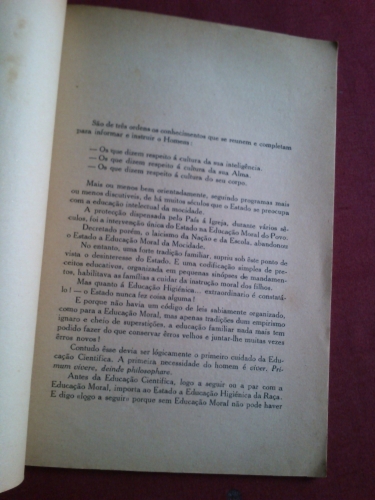 São de três ordens os conhecimentos que se reunem e completam
para informar e instruir o Homem:
— Os que dizem respeito á cultura da sua inteligência.
— Os que dizem respeito á cultura da sua Alma.
— Os que dizem respeito á cultura do seu corpo.
Mais ou menos bem orientadamente, seguindo programas mais
ou menos discutíveis, de há muitos séculos que o Estado se preocupa
com a educação intelectual da mocidade.
A protecção dispensada pelo País á Igreja, durante vários sé-
culos, foi a intervenção única do Estado na Educação Moral do Povo.
Decretado porém, o laicismo da Nação e da Escola, abandonou
o Estado a Educação Moral da Mocidade.
No entanto, uma forte tradição familiar, supriu sob êste ponto de
vista o desinteresse do Estado. E uma codificação simples de pre-
ceitos educativos, organizada em pequenas sinópses de mandamen-
tos, habilitava as famílias a cuidar da instrução moral dos filhos.
Mas quanto á Educação Higiénica... extraordinário é constatá-
lo! — o Estado nunca fez coisa alguma!
E porque não havia um código de leis sabiamente organizado,
como para a Educação Moral, mas apenas tradições dum empirismo
ignaro e cheio de superstições, a educação familiar nada mais tem
podido fazer do que conservar êrros velhos e juntar-lhe muitas vezes
êrros novos!
Contudo êsse devia ser lógicamente o primeiro cuidado da Edu-
cação Científica. A primeira necessidade do homem é viver. Pri-
mum vivere, deinde philosophare.
Antes da Educação Científica, logo a seguir ou a par com a
Educação Moral, importa ao Estado a Educação Higiénica da Raça.
E digo «logo a seguir» porque sem Educação Moral não pode haver